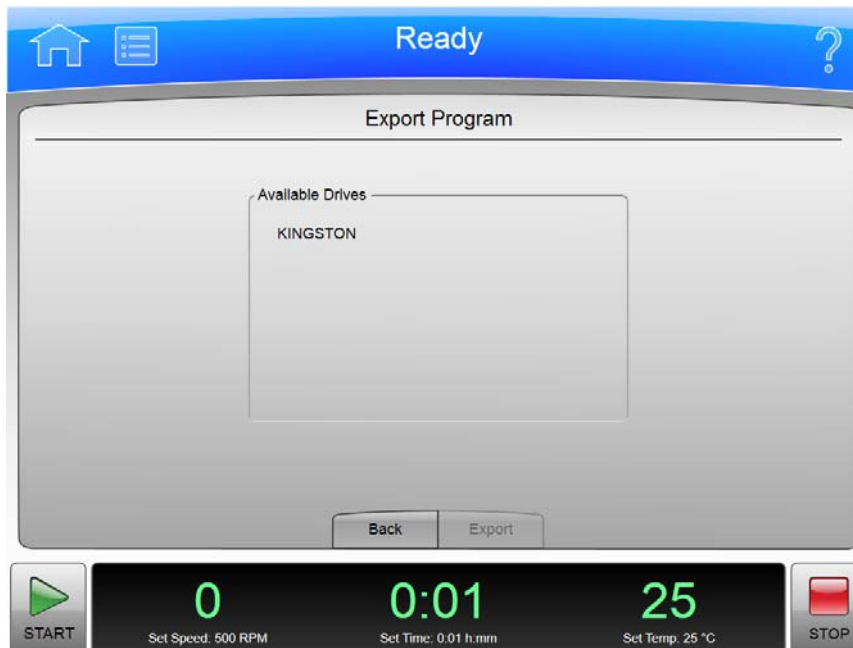 Ready
?
Export Program
Available Drives
KINGSTON
Back Export
0 0:01 25
START Set Speed: 500 RPM Set Time: 0:01 h:mm Set Temp: 25 °C STOP